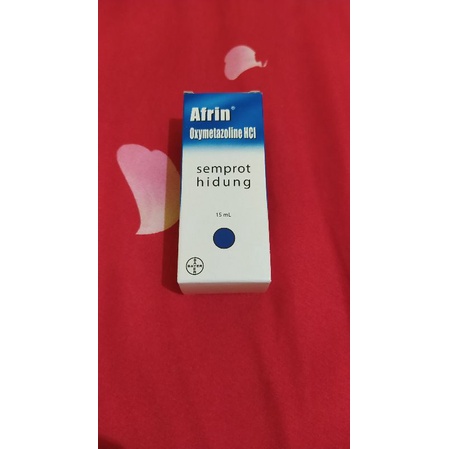 Afrin®
Oxymetazoline HCl
semprot
hidung
15 mL
BAYER